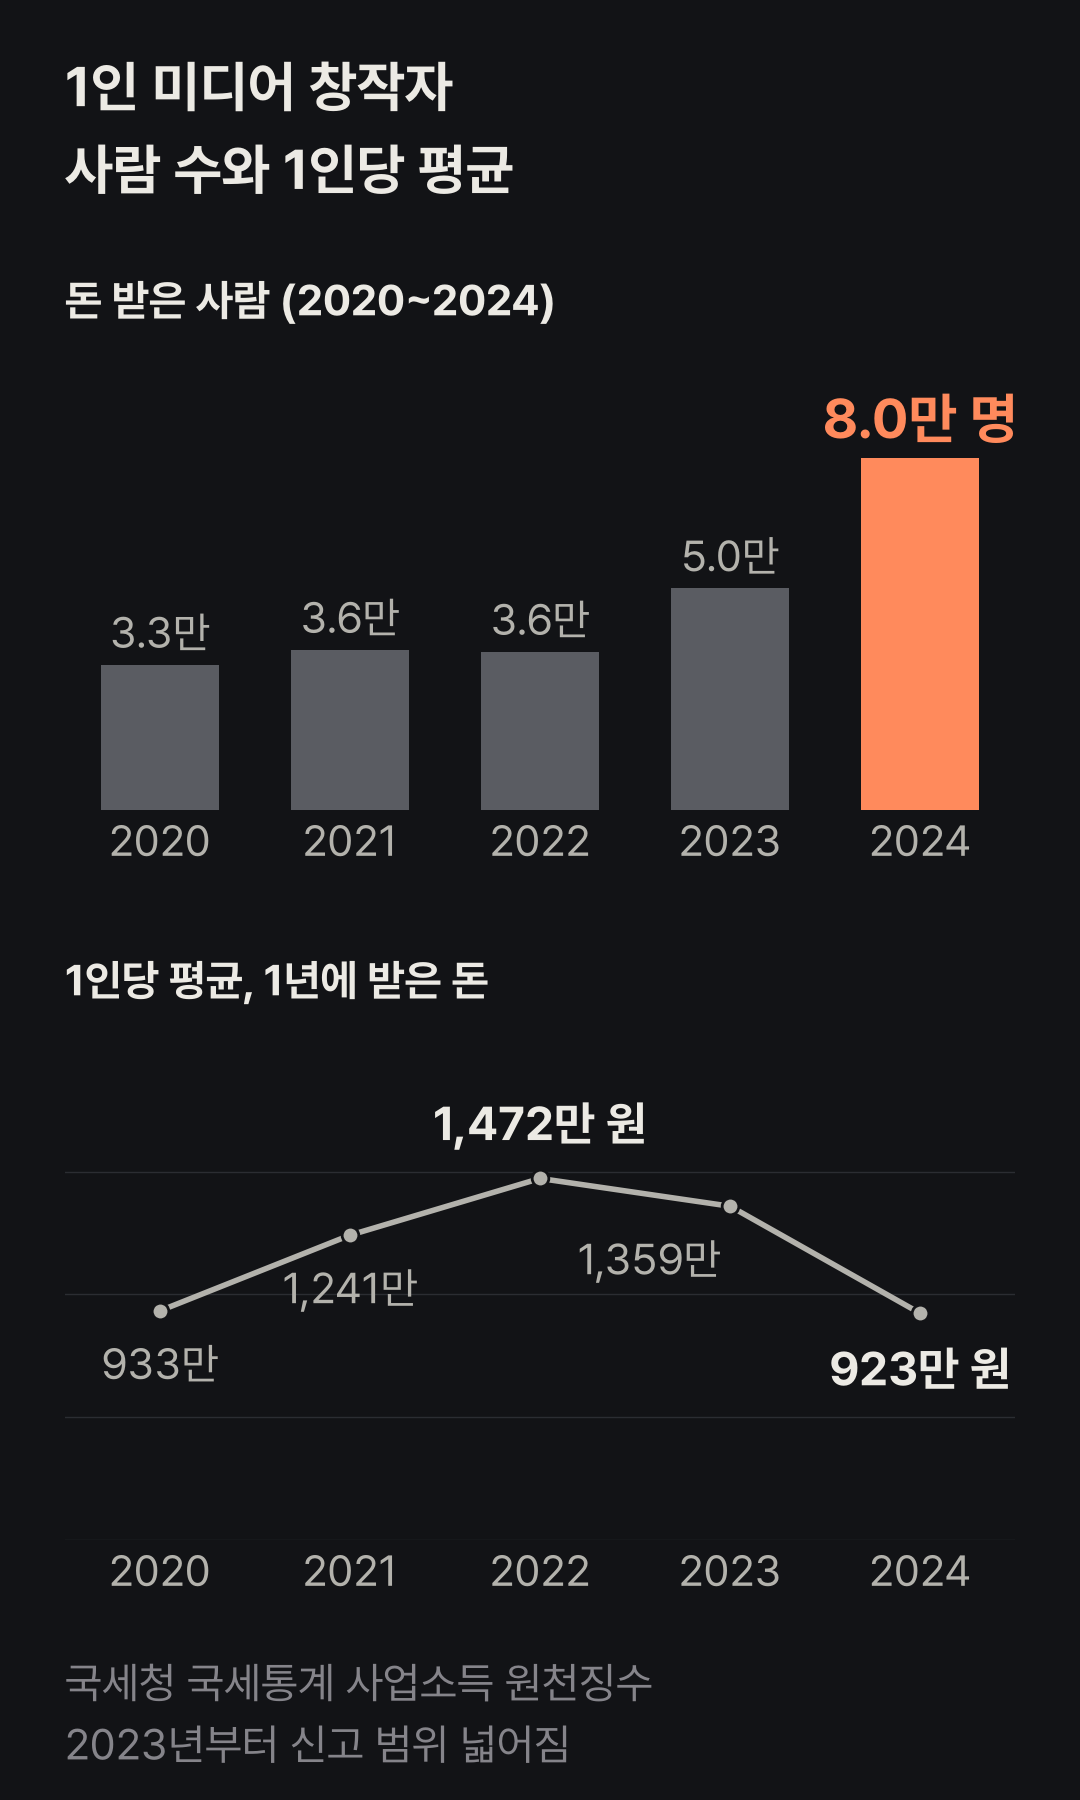 1인 미디어 창작자
사람 수와 1인당 평균
돈 받은 사람 (2020~2024)
8.0만 명
5.0만
3.6만
3.6만
3.3만
2020 2021 2022 2023 2024
1인당 평균, 1년에 받은 돈
1,472만 원
1,359만
1,241만
933만
923만 원
2020 2021 2022 2023 2024
국세청 국세통계 사업소득 원천징수
2023년부터 신고 범위 넓어짐